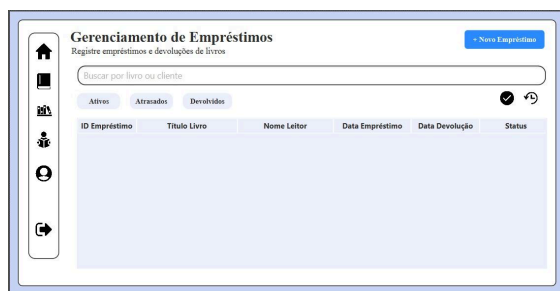 Gerenciamento de Empréstimos
+ Novo Empréstimo
Registre empréstimos e devoluções de livros
Buscar por livro ou cliente
Ativos Atrasados Devolvidos
ID Empréstimo Título Livro Nome Leitor Data Empréstimo Data Devolução Status